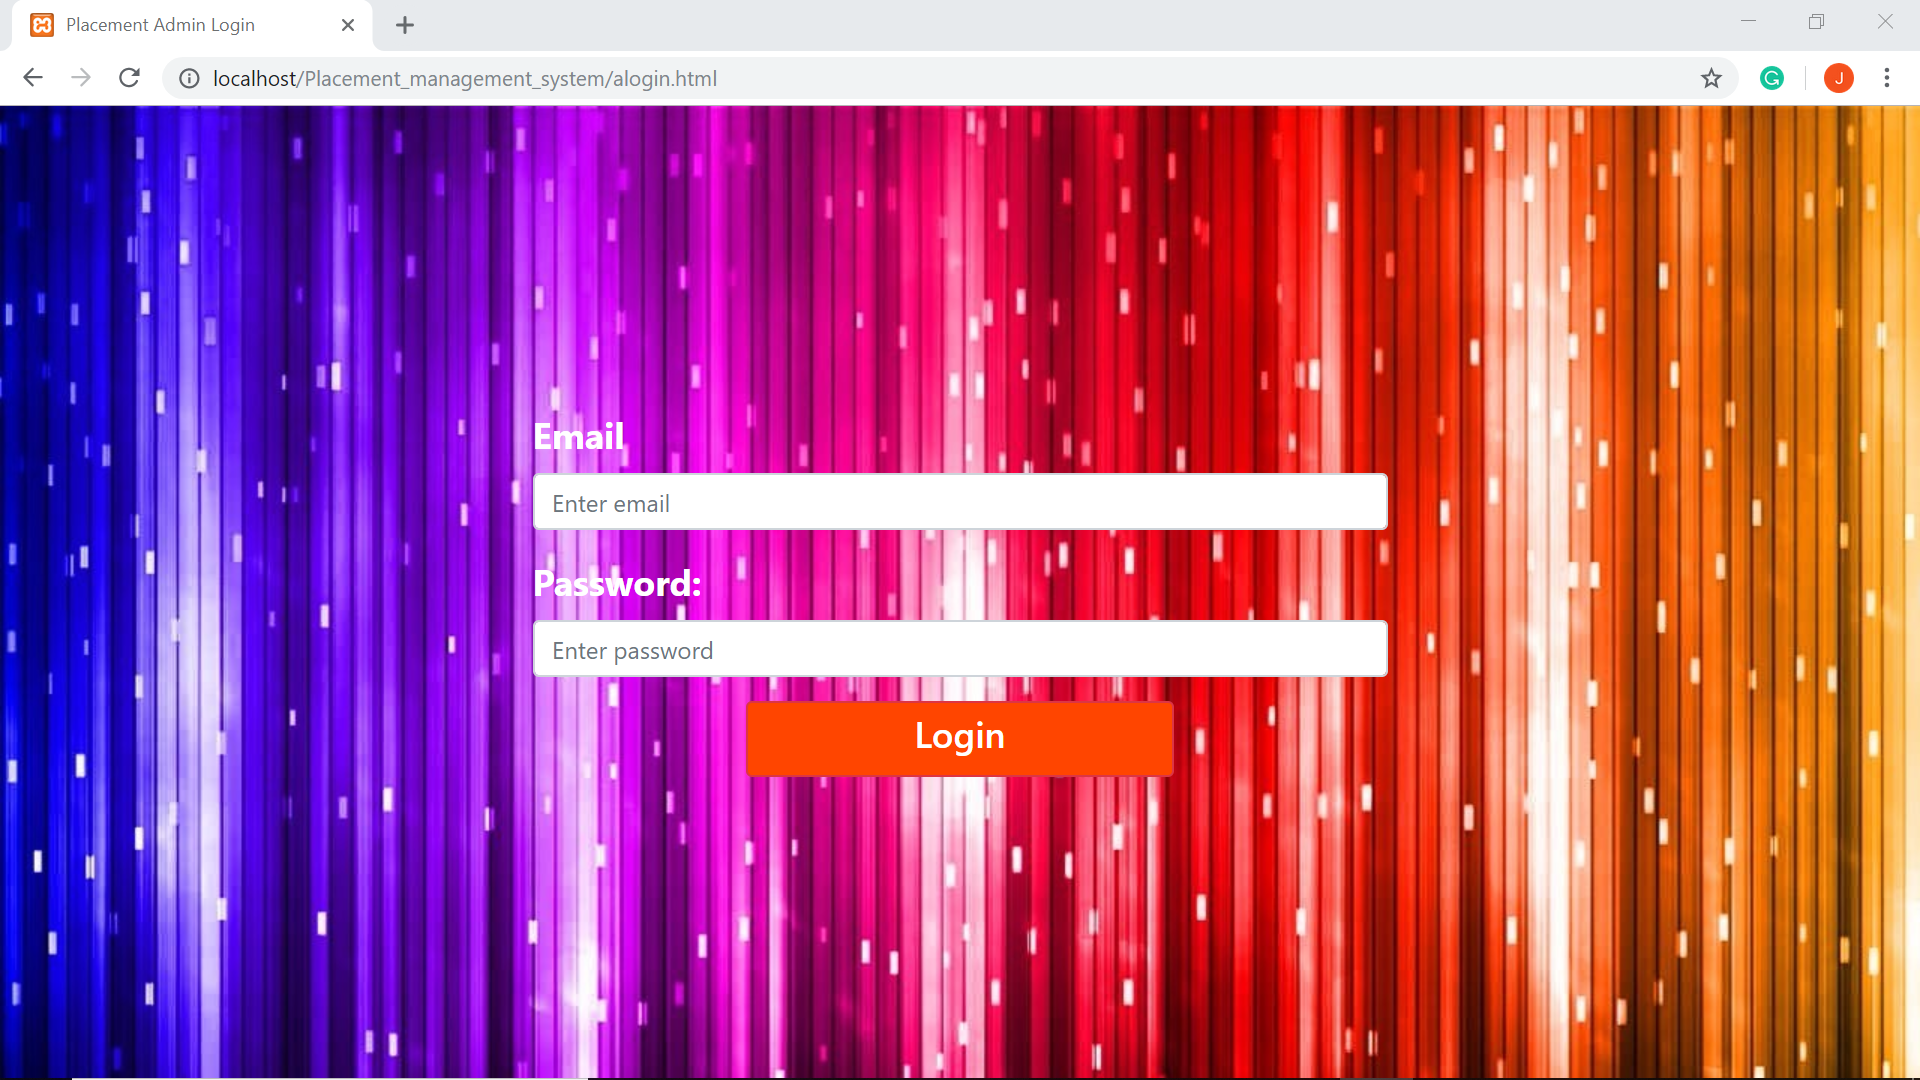 Placement Admin Login
localhost/Placement_management_system/alogin.html
J
Email
Enter email
Password:
Enter password
Login